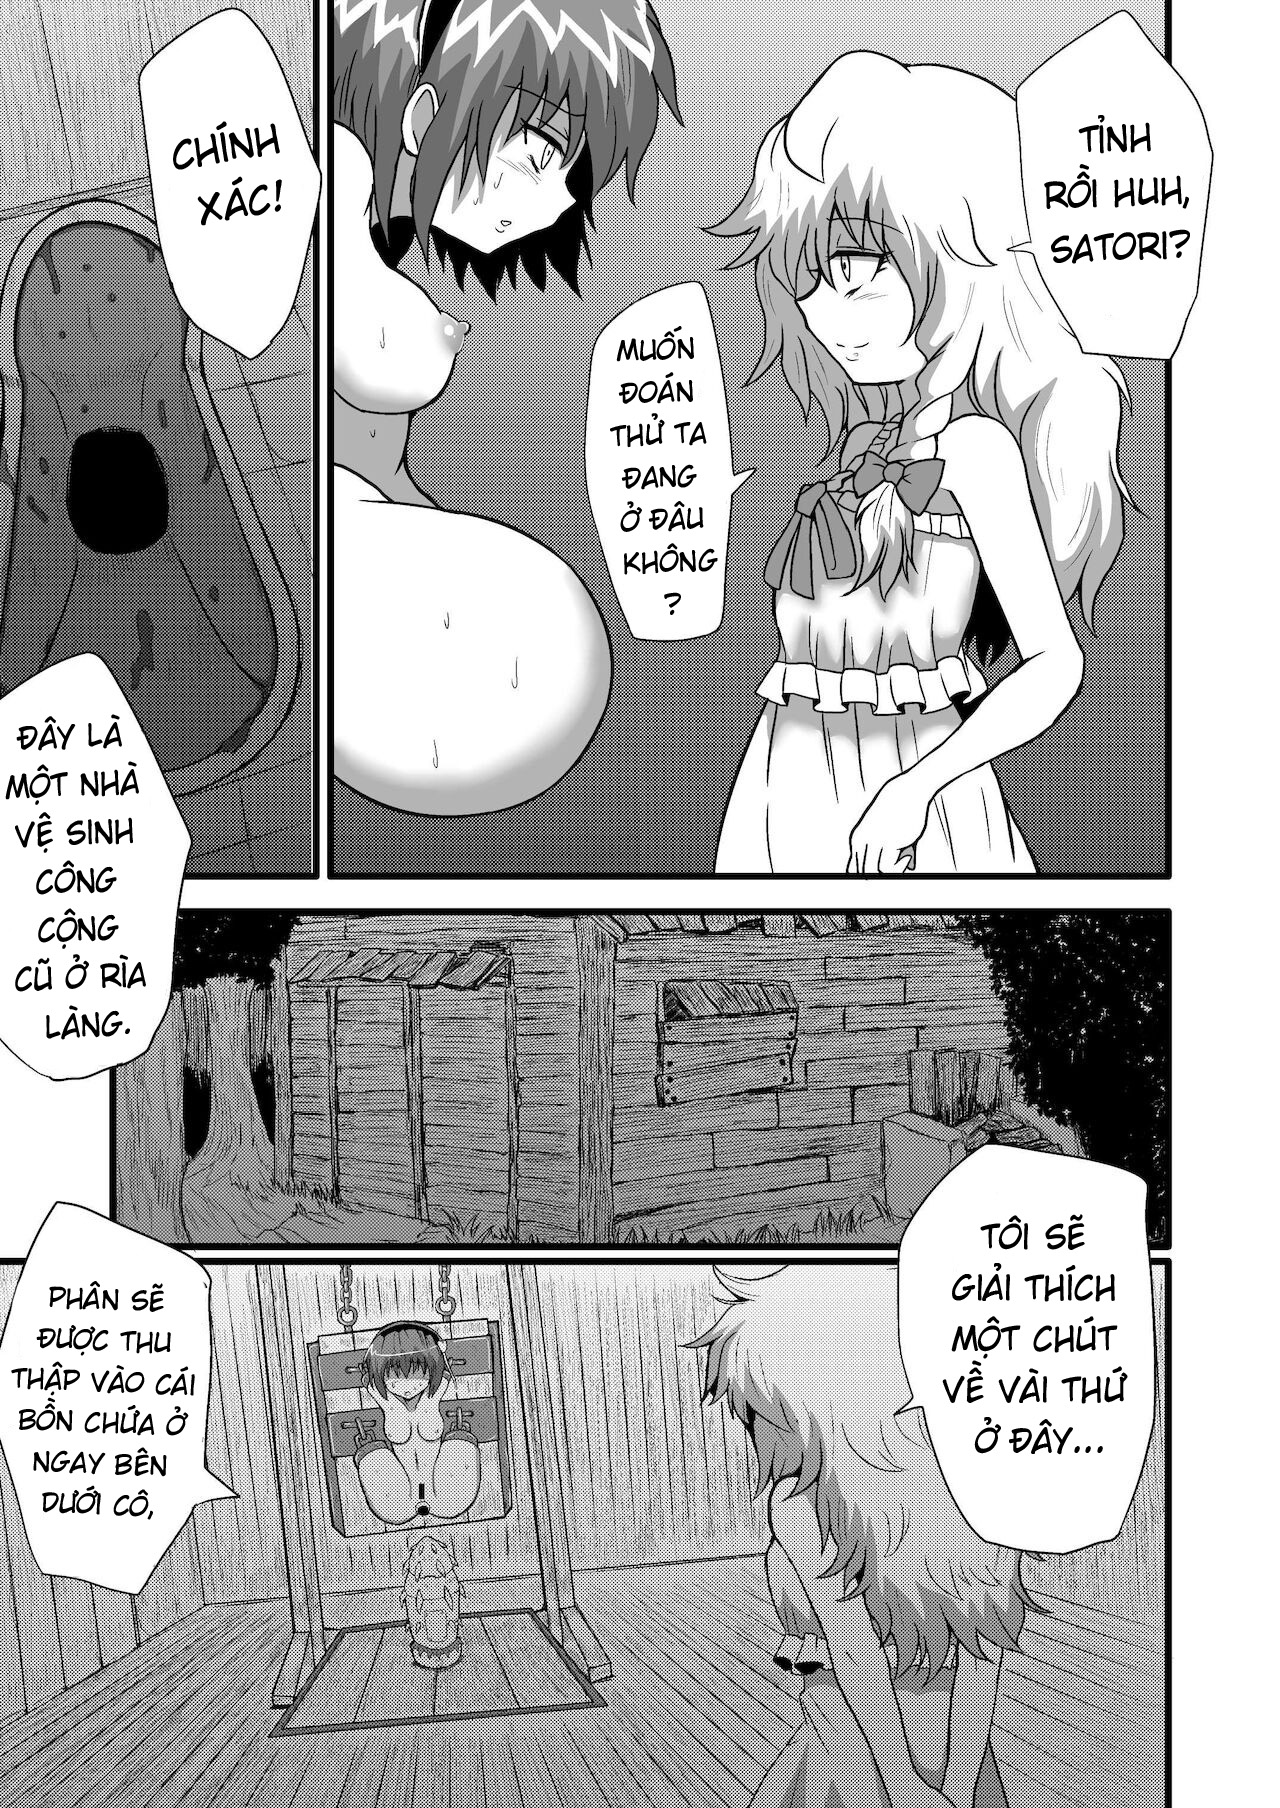 TỈNH
RỒI HUH,
SATORI?
MUỐN
ĐOÁN
THỬ TA
ĐANG
Ở ĐÂU
KHÔNG
?
CHÍNH
XÁC!
ĐÂY LÀ
MỘT NHÀ
VỆ SINH
CÔNG
CỘNG
CŨ Ở RÌA
LÀNG.
TÔI SẼ
GIẢI THÍCH
MỘT CHÚT
VỀ VÀI THỨ
Ở ĐÂY...
PHÂN SẼ
ĐƯỢC THU
THẬP VÀO CÁI
BỒN CHỨA Ở
NGAY BÊN
DƯỚI CÔ,